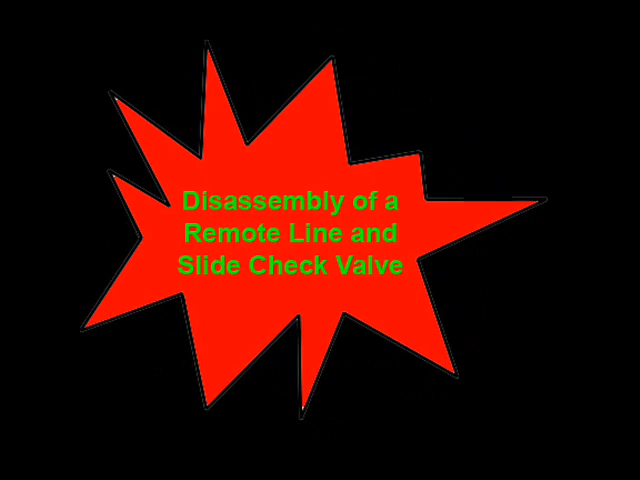 Disassembly of a
Remote Line and
Slide Check Valve